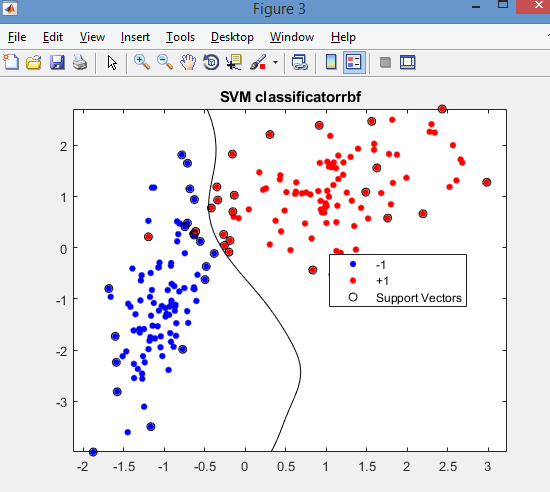 Figure 3
File Edit View Insert Tools Desktop Window Help
SVM classificatorrbf
2
1
0
-1
-2
-3
-1
+1
Support Vectors
-2 -1.5 -1 -0.5 0 0.5 1 1.5 2 2.5 3